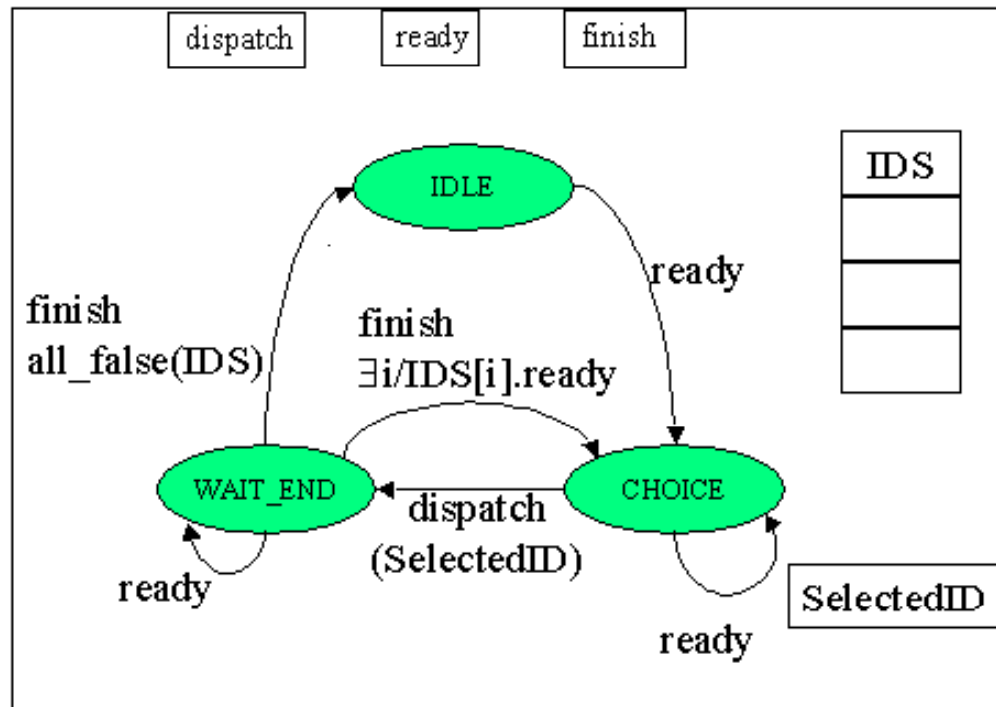 dispatch
ready
finish
IDLE
IDS
ready
finish
all_false(IDS)
finish
∃i/IDS[i].ready
WAIT_END
CHOICE
dispatch
(SelectedID)
ready
SelectedID
ready